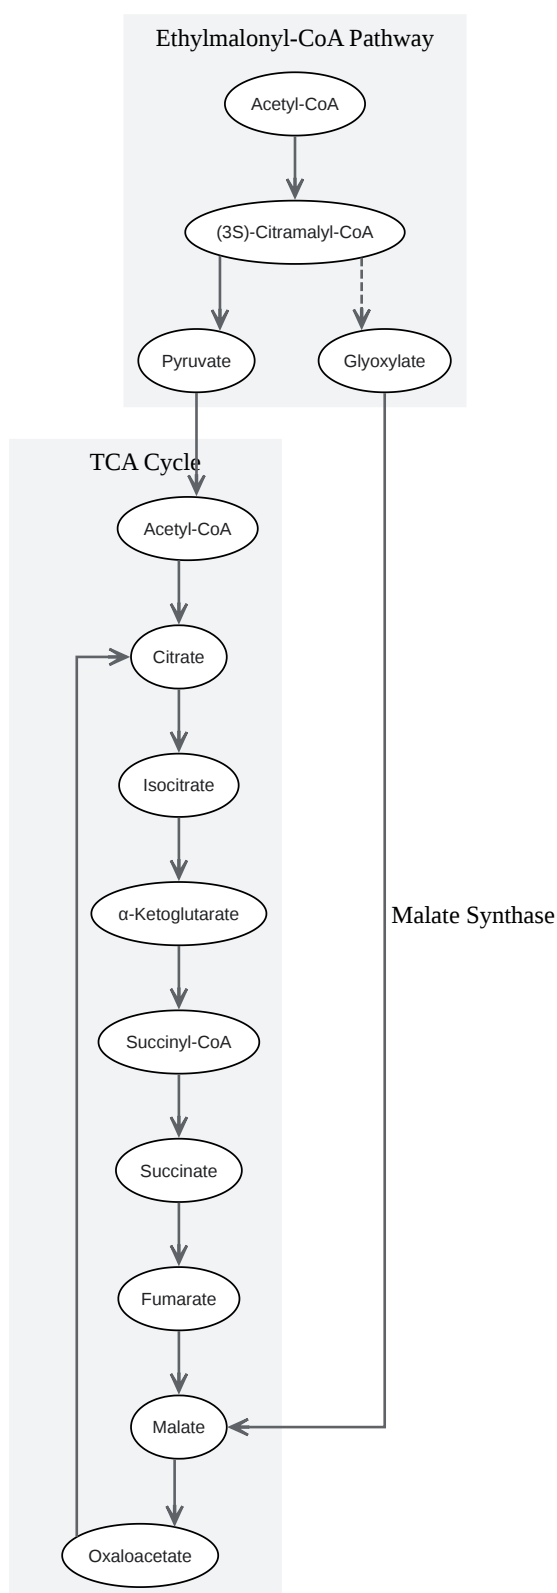 Ethylmalonyl-CoA Pathway
Acetyl-CoA
(3S)-Citramalyl-CoA
Pyruvate
Glyoxylate
TCA Cycle
Acetyl-CoA
Citrate
Isocitrate
α-Ketoglutarate
Malate Synthase
Succinyl-CoA
Succinate
Fumarate
Malate
Oxaloacetate